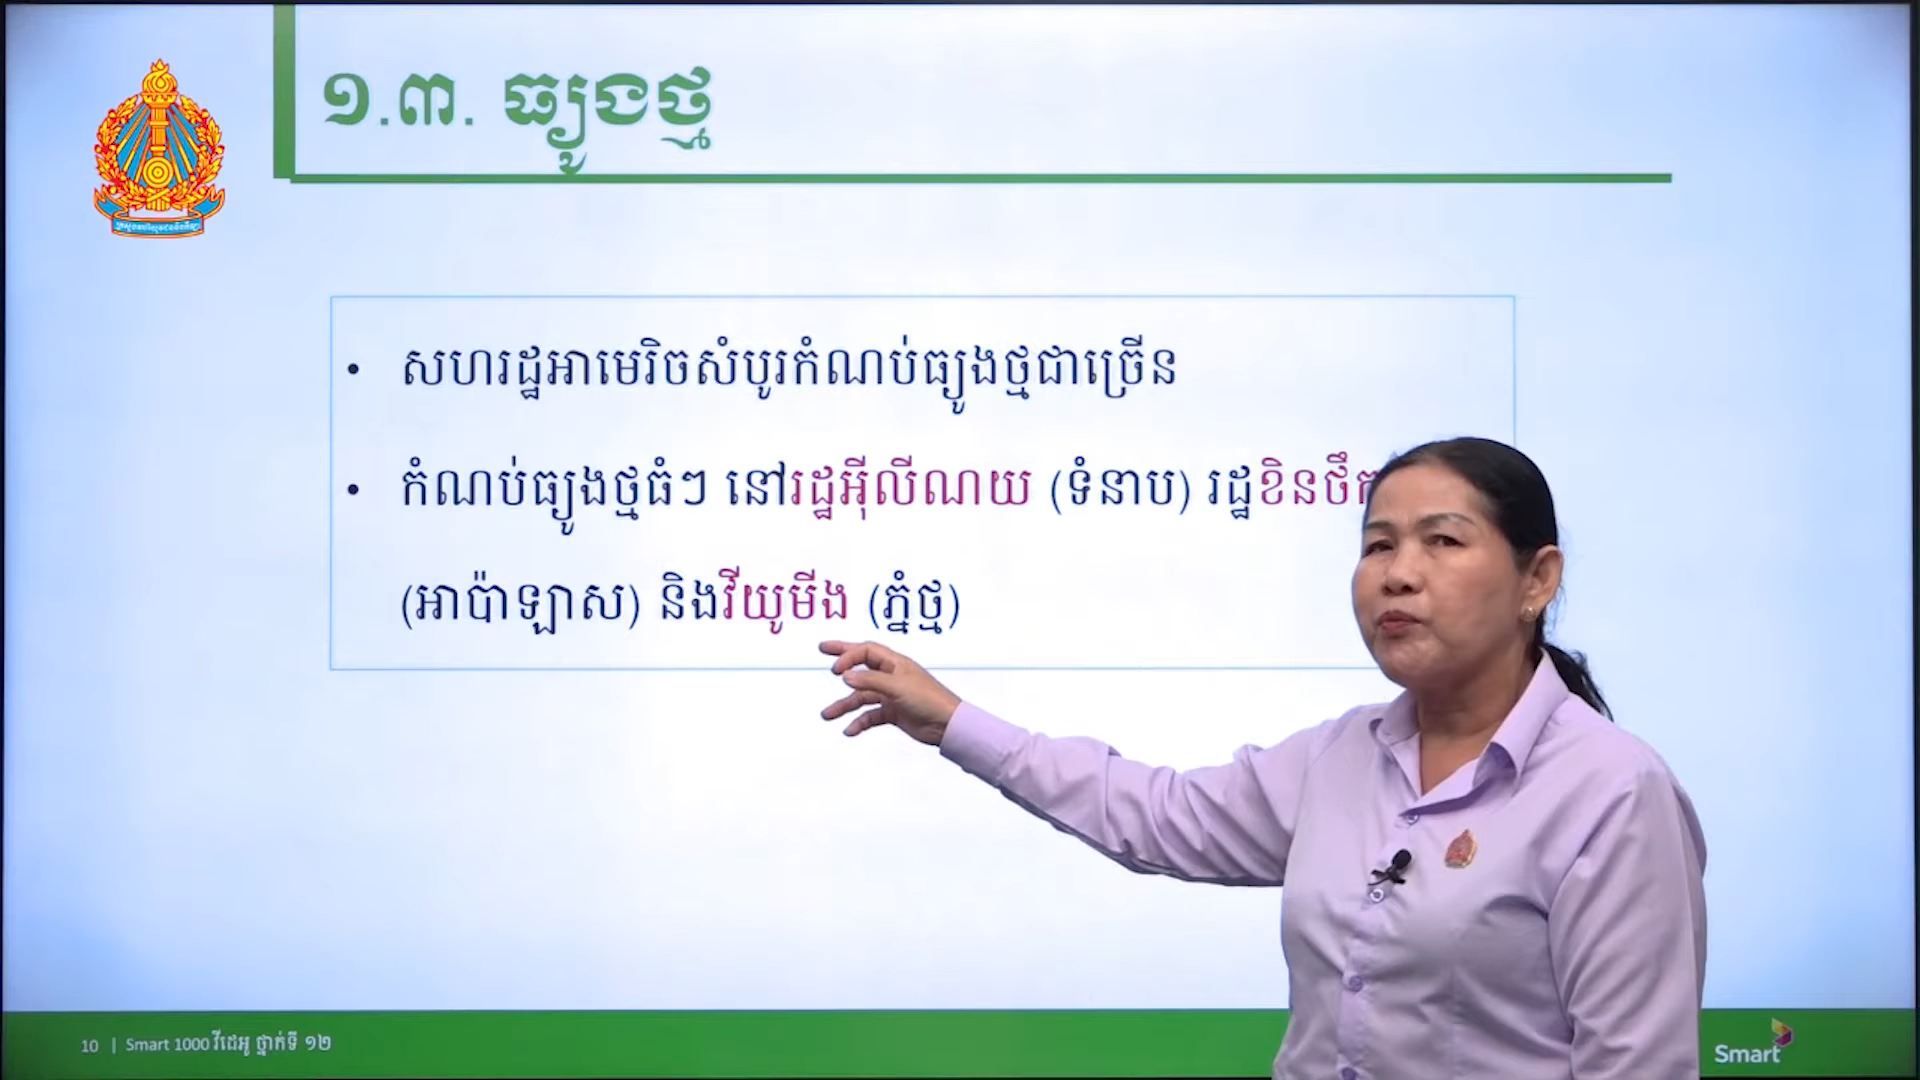 ១.៣. ធ្យូងថ្ម
• សហរដ្ឋអាមេរិចសំបូរកំណប់ធ្យូងថ្មជាច្រើន
• កំណប់ធ្យូងថ្មធំៗ នៅរដ្ឋអ៊ីលីណយ (ទំនាប) រដ្ឋខិនថឹក
(អាប៉ាឡាស) និងវីយូមីង (ភ្នំថ្ម)
10 | Smart 1000 វីដេអូ ថ្នាក់ទី ១២
Smart